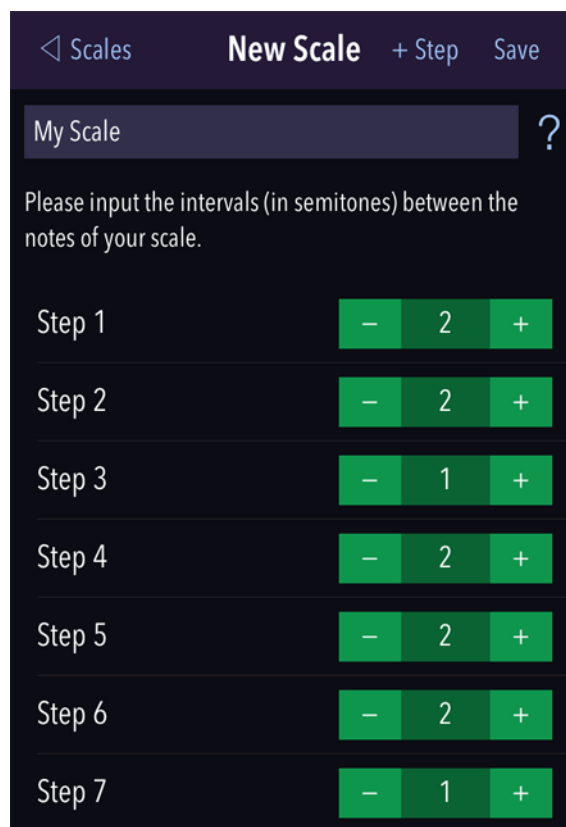 ◁ Scales New Scale + Step Save
My Scale ?
Please input the intervals (in semitones) between the
notes of your scale.
Step 1 − 2 +
Step 2 − 2 +
Step 3 − 1 +
Step 4 − 2 +
Step 5 − 2 +
Step 6 − 2 +
Step 7 − 1 +